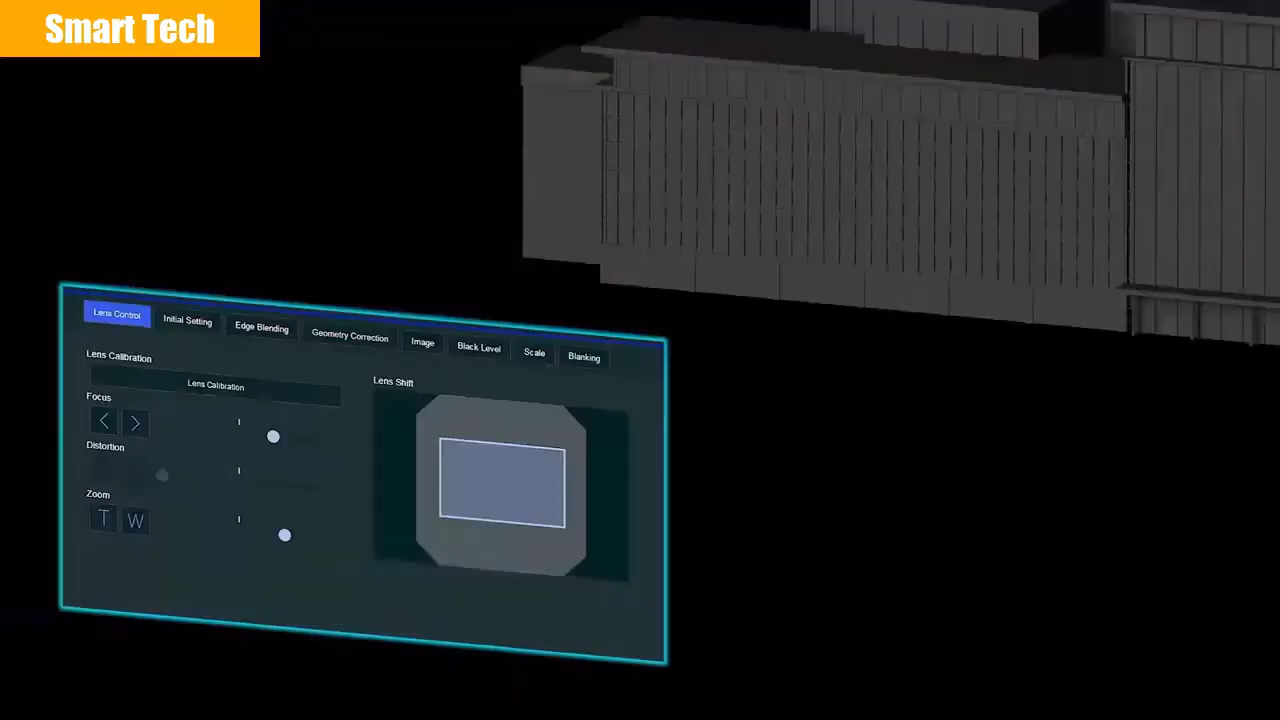 Smart Tech
Lens Control Initial Setting Edge Blending Geometry Correction Image Black Level Scale Blanking
Lens Calibration
Lens Calibration
Lens Shift
Focus
Distortion
Zoom
T W